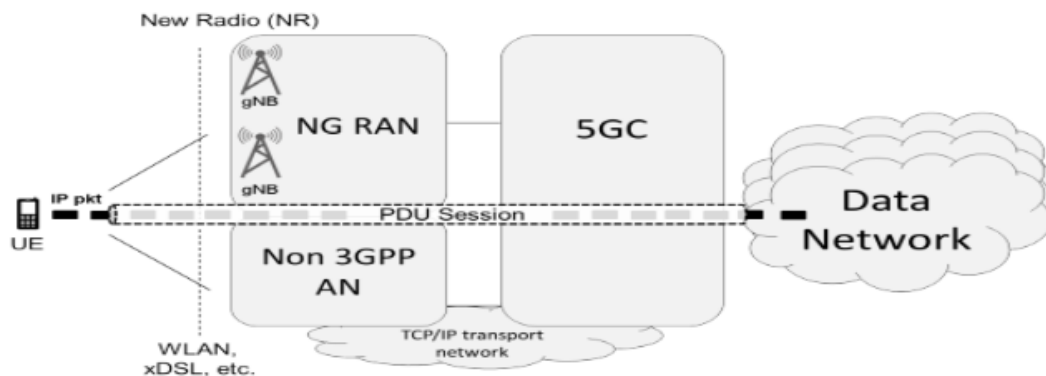 New Radio (NR)
gNB
NG RAN
gNB
5GC
IP pkt
UE
PDU Session
Data
Network
Non 3GPP
AN
TCP/IP transport
network
WLAN,
xDSL, etc.